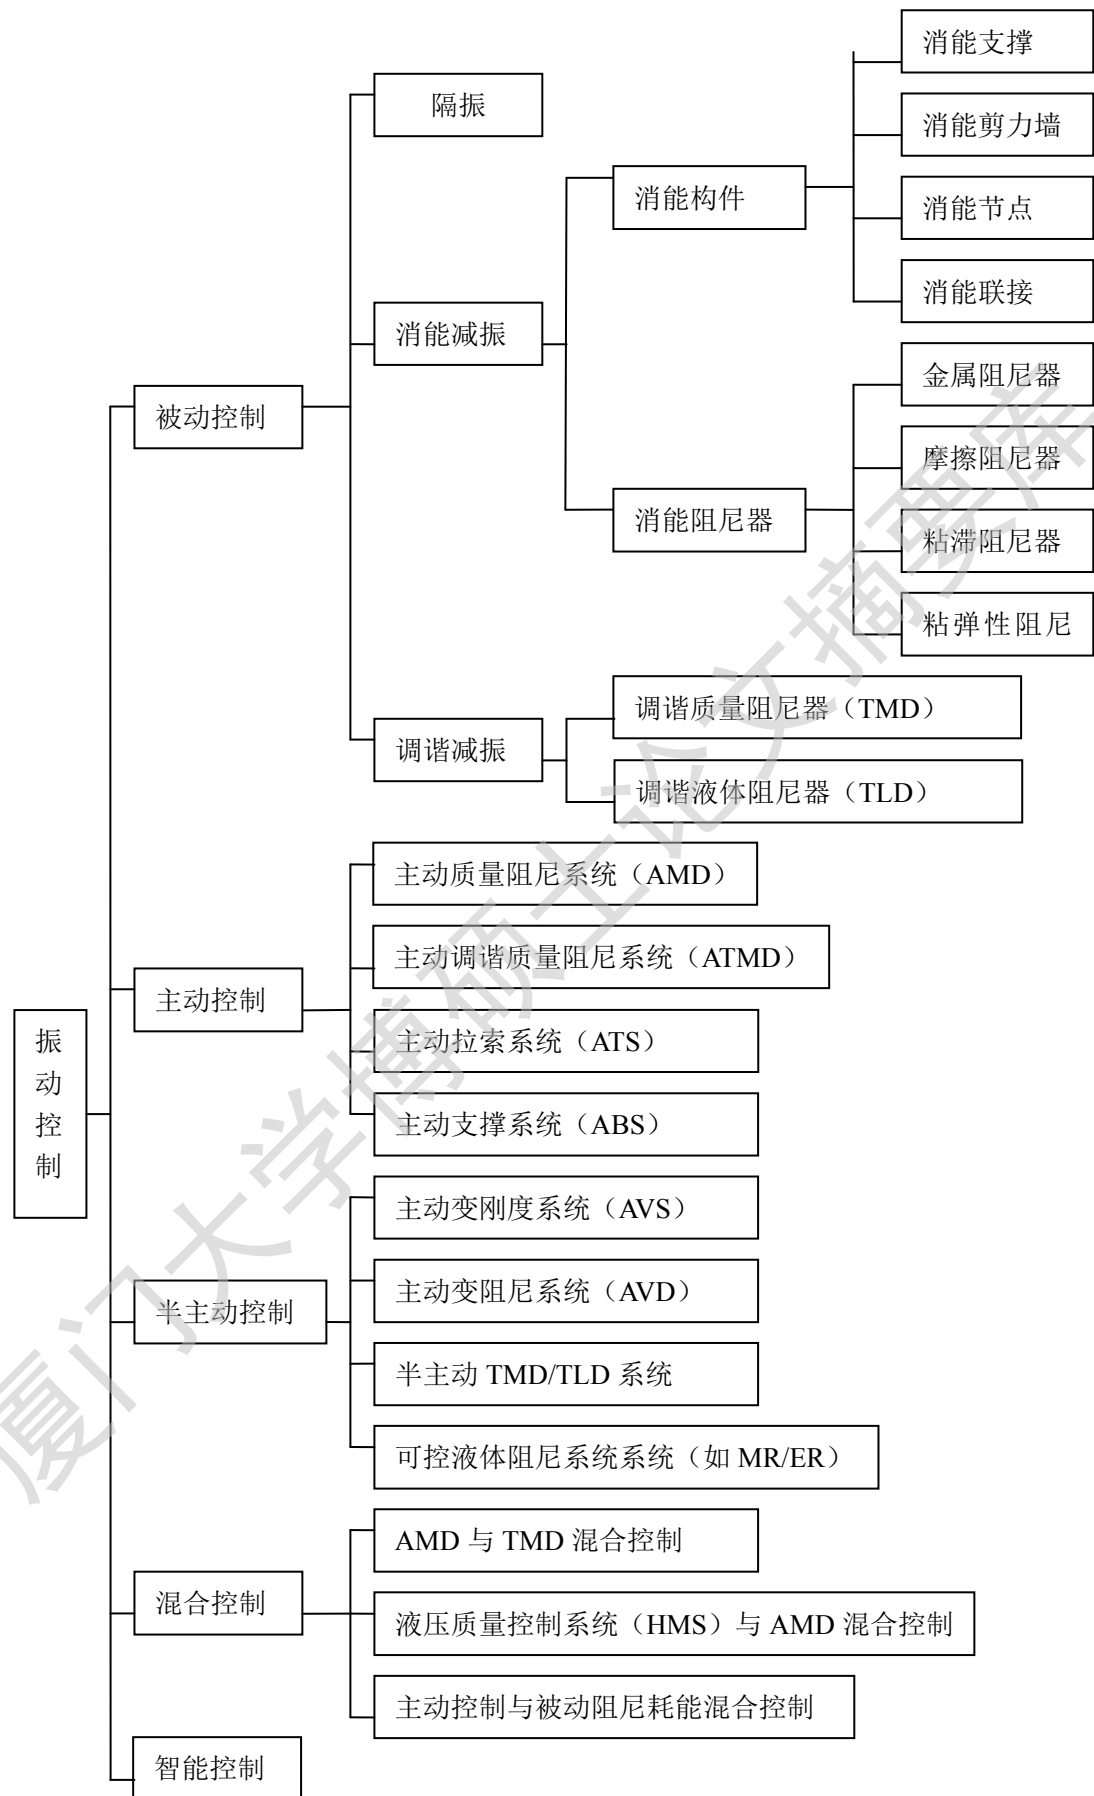 消能支撑
隔振
消能剪力墙
消能构件
消能节点
消能联接
消能减振
金属阻尼器
被动控制
摩擦阻尼器
消能阻尼器
粘滞阻尼器
粘弹性阻尼
调谐质量阻尼器（TMD）
调谐减振
调谐液体阻尼器（TLD）
主动质量阻尼系统（AMD）
主动调谐质量阻尼系统（ATMD）
主动控制
主动拉索系统（ATS）
振
动
控
制
主动支撑系统（ABS）
主动变刚度系统（AVS）
主动变阻尼系统（AVD）
半主动控制
半主动 TMD/TLD 系统
可控液体阻尼系统系统（如 MR/ER）
AMD 与 TMD 混合控制
混合控制
液压质量控制系统（HMS）与 AMD 混合控制
主动控制与被动阻尼耗能混合控制
智能控制
厦门大学博硕士论文摘要库